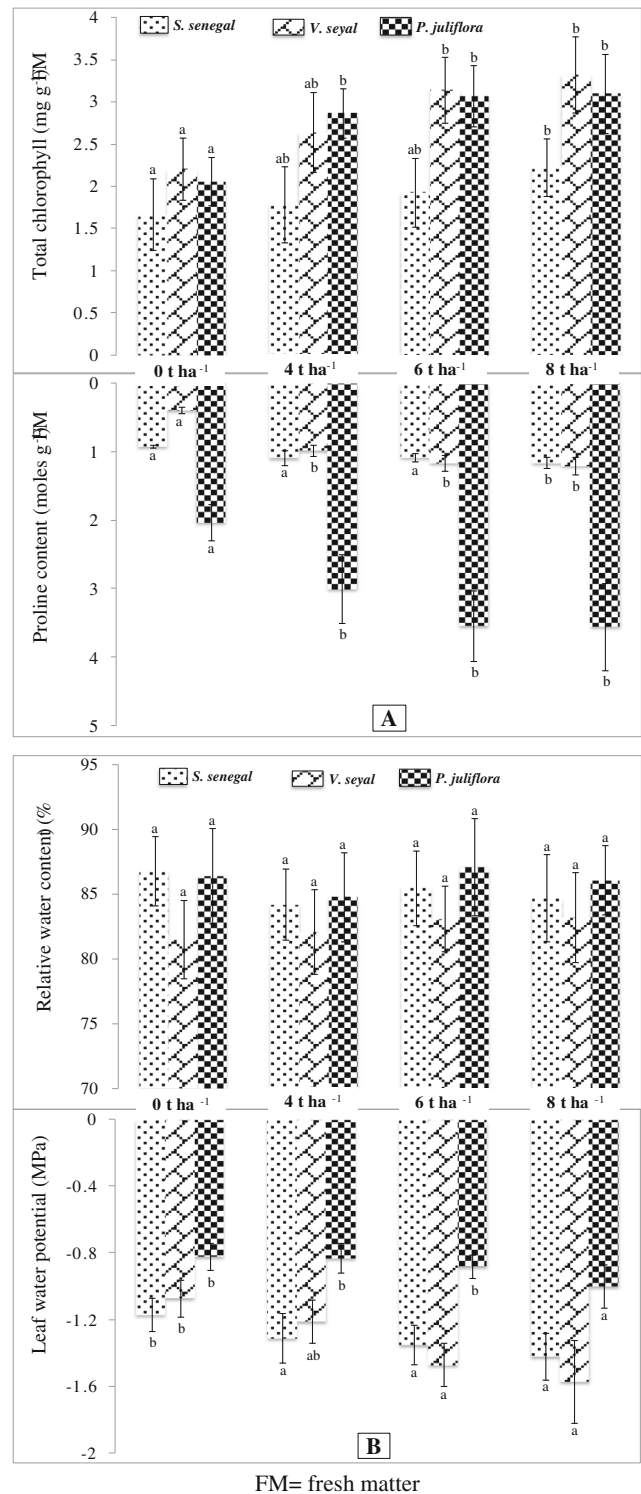 Total chlorophyll (mg g-1 FM)
4
3.5
3
2.5
2
1.5
1
0.5
0
S. senegal V. seyal P. juliflora
a a a
ab ab b
ab b b
b b b
0 t ha -1 4 t ha -1 6 t ha -1 8 t ha -1
Proline content (moles g-1 FM)
0
1
2
3
4
5
a a a
a b b
a b b
b b b
A
Relative water content (%)
95
90
85
80
75
70
S. senegal V. seyal P. juliflora
a a a
a a a
a a a
a a a
0 t ha -1 4 t ha -1 6 t ha -1 8 t ha -1
Leaf water potential (MPa)
0
-0.4
-0.8
-1.2
-1.6
-2
b b b
a ab b
a a b
a a a
B
FM= fresh matter